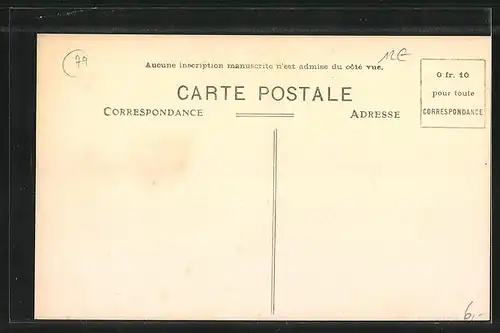 79
Aucune inscription manuscrite n'est admise du côté vue.
CARTE POSTALE
CORRESPONDANCE
ADRESSE
0 fr. 10
pour toute
CORRESPONDANCE
6,-